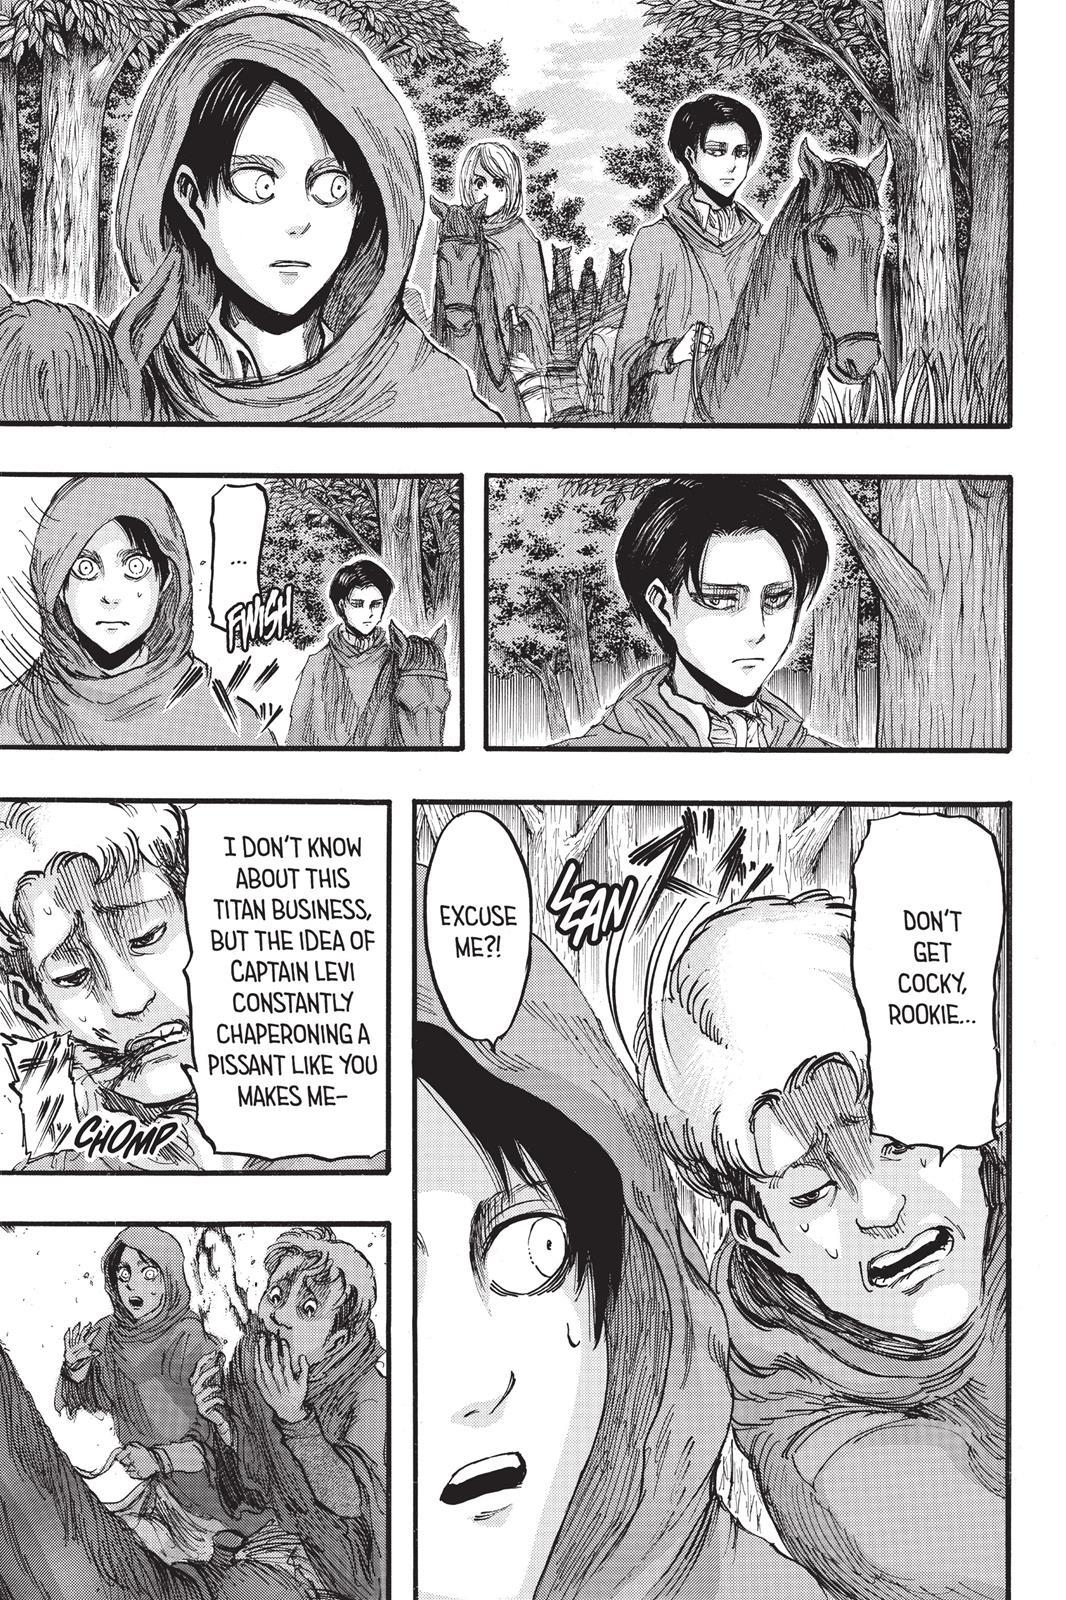 ...
FWISH
DON'T
GET
COCKY,
ROOKIE...
LEAN
EXCUSE
ME?!
I DON'T KNOW
ABOUT THIS
TITAN BUSINESS,
BUT THE IDEA OF
CAPTAIN LEVI
CONSTANTLY
CHAPERONING A
PISSANT LIKE YOU
MAKES ME-
CHOMP